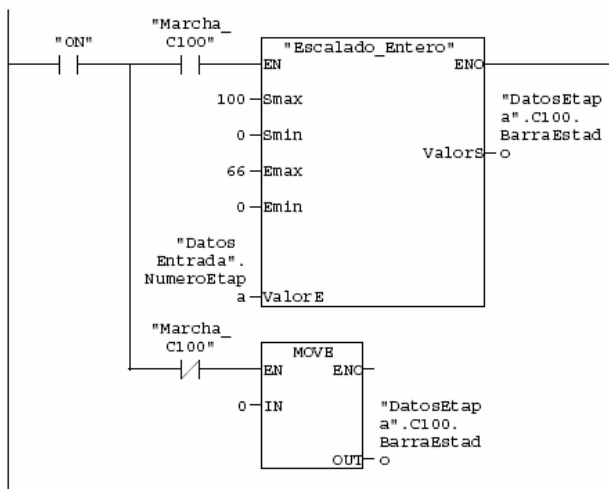 "Marcha_
"ON"
C100"
"Escalado_Entero"
EN
ENO
100
Smax
"DatosEtap
a".C100.
BarraEstad
o
0
Smin
ValorS
66
Emax
0
Emin
"Datos
Entrada".
NumeroEtap
a
ValorE
"Marcha_
C100"
MOVE
EN
ENO
0
IN
"DatosEtap
a".C100.
BarraEstad
OUT
o